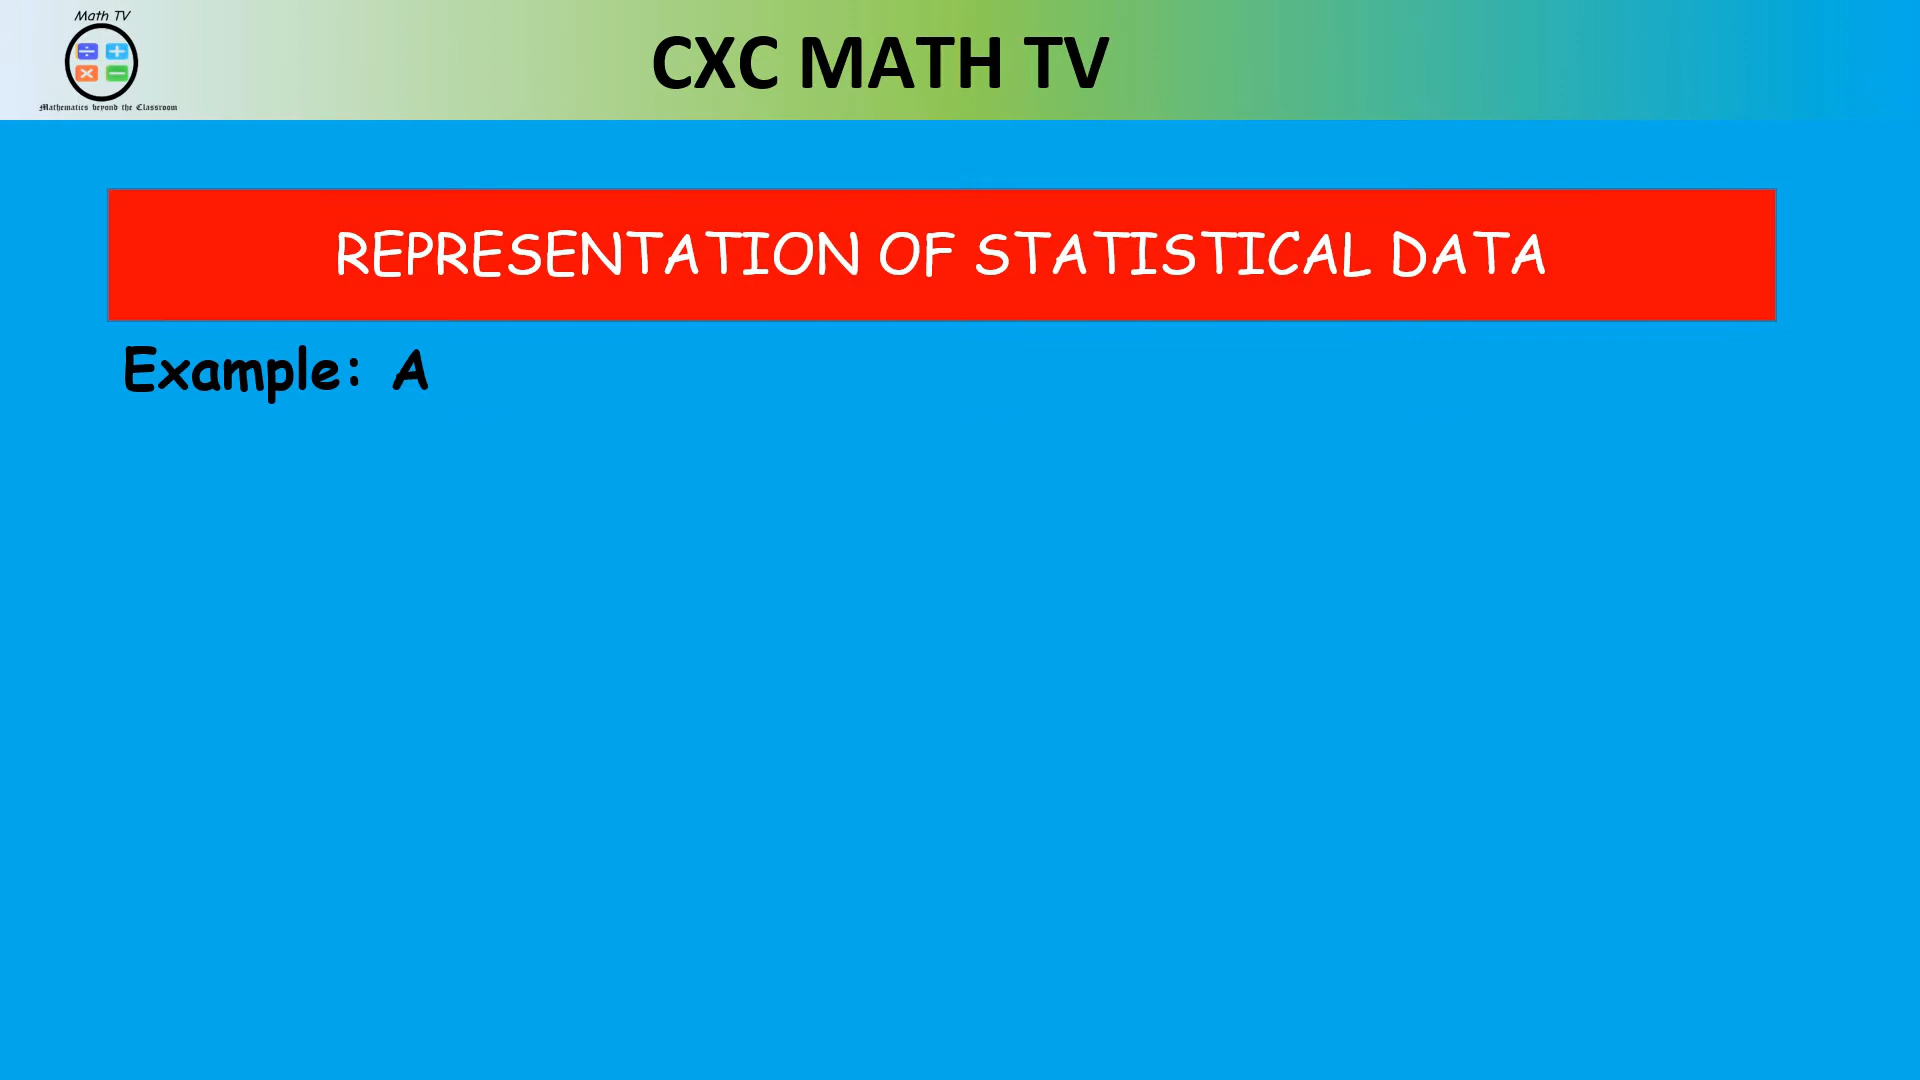 Math TV
÷ +
× −
Mathematics beyond the Classroom
CXC MATH TV
REPRESENTATION OF STATISTICAL DATA
Example: A